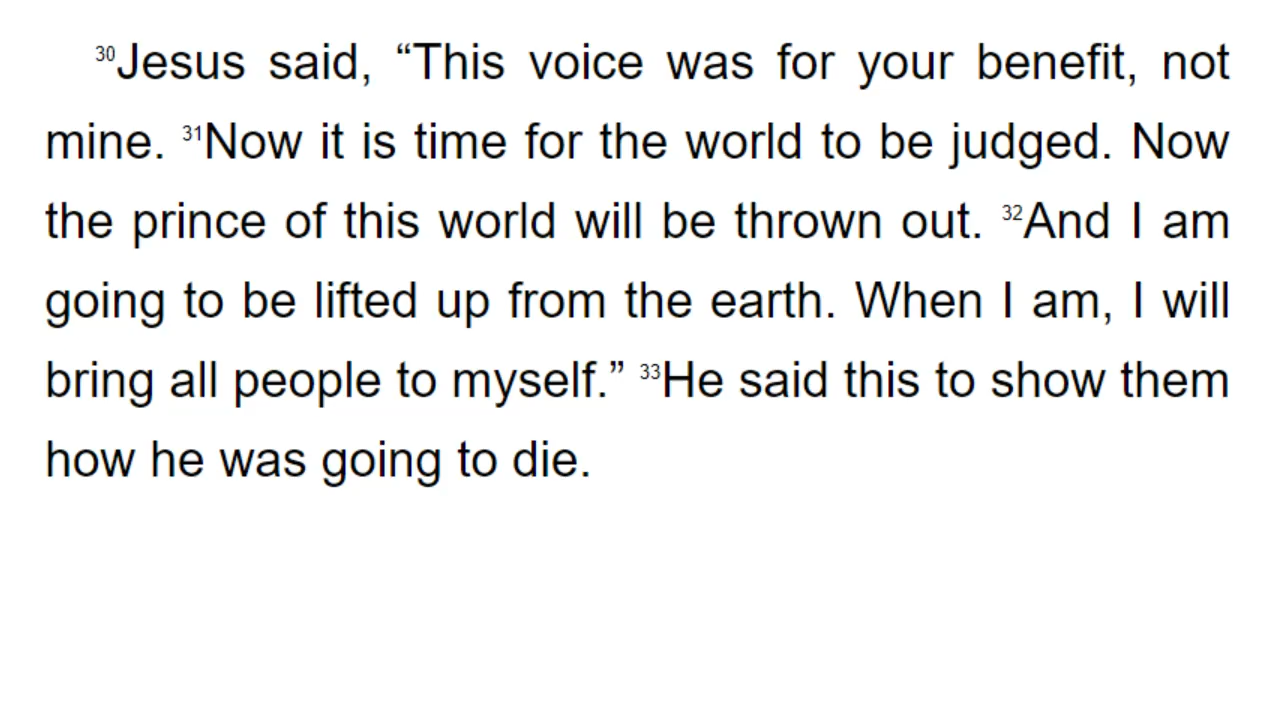 30Jesus said, “This voice was for your benefit, not
mine. 31Now it is time for the world to be judged. Now
the prince of this world will be thrown out. 32And I am
going to be lifted up from the earth. When I am, I will
bring all people to myself.” 33He said this to show them
how he was going to die.